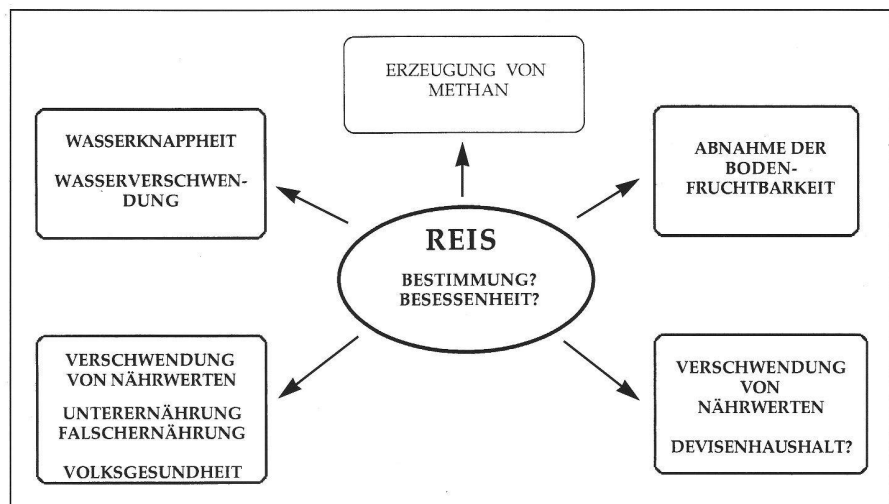 ERZEUGUNG VON
METHAN
WASSERKNAPPHEIT
WASSERVERSCHWEN-
DUNG
ABNAHME DER
BODEN-
FRUCHTBARKEIT
REIS
BESTIMMUNG?
BESESSENHEIT?
VERSCHWENDUNG
VON NÄHRWERTEN
UNTERERNÄHRUNG
FALSCHERNÄHRUNG
VOLKSGESUNDHEIT
VERSCHWENDUNG
VON
NÄHRWERTEN
DEVISENHAUSHALT?